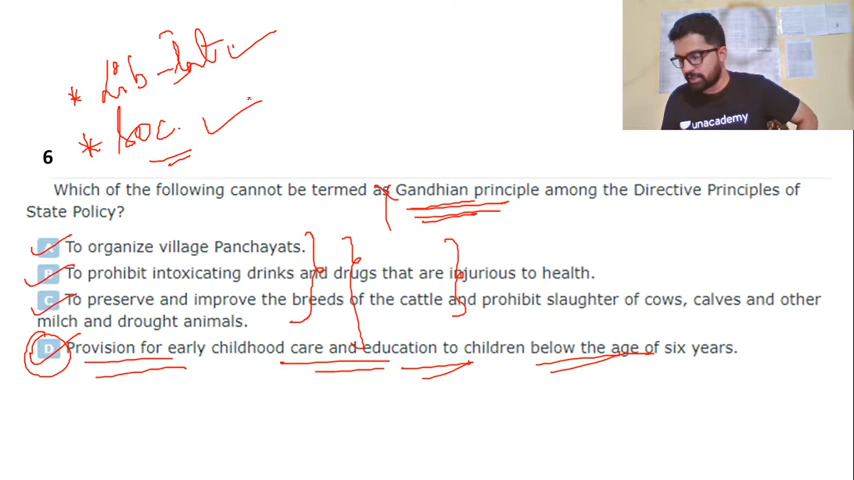 * Lib-Int.
unacademy
* Soc.
6
Which of the following cannot be termed as Gandhian principle among the Directive Principles of
State Policy?
A To organize village Panchayats.
B To prohibit intoxicating drinks and drugs that are injurious to health.
C To preserve and improve the breeds of the cattle and prohibit slaughter of cows, calves and other
milch and drought animals.
D Provision for early childhood care and education to children below the age of six years.